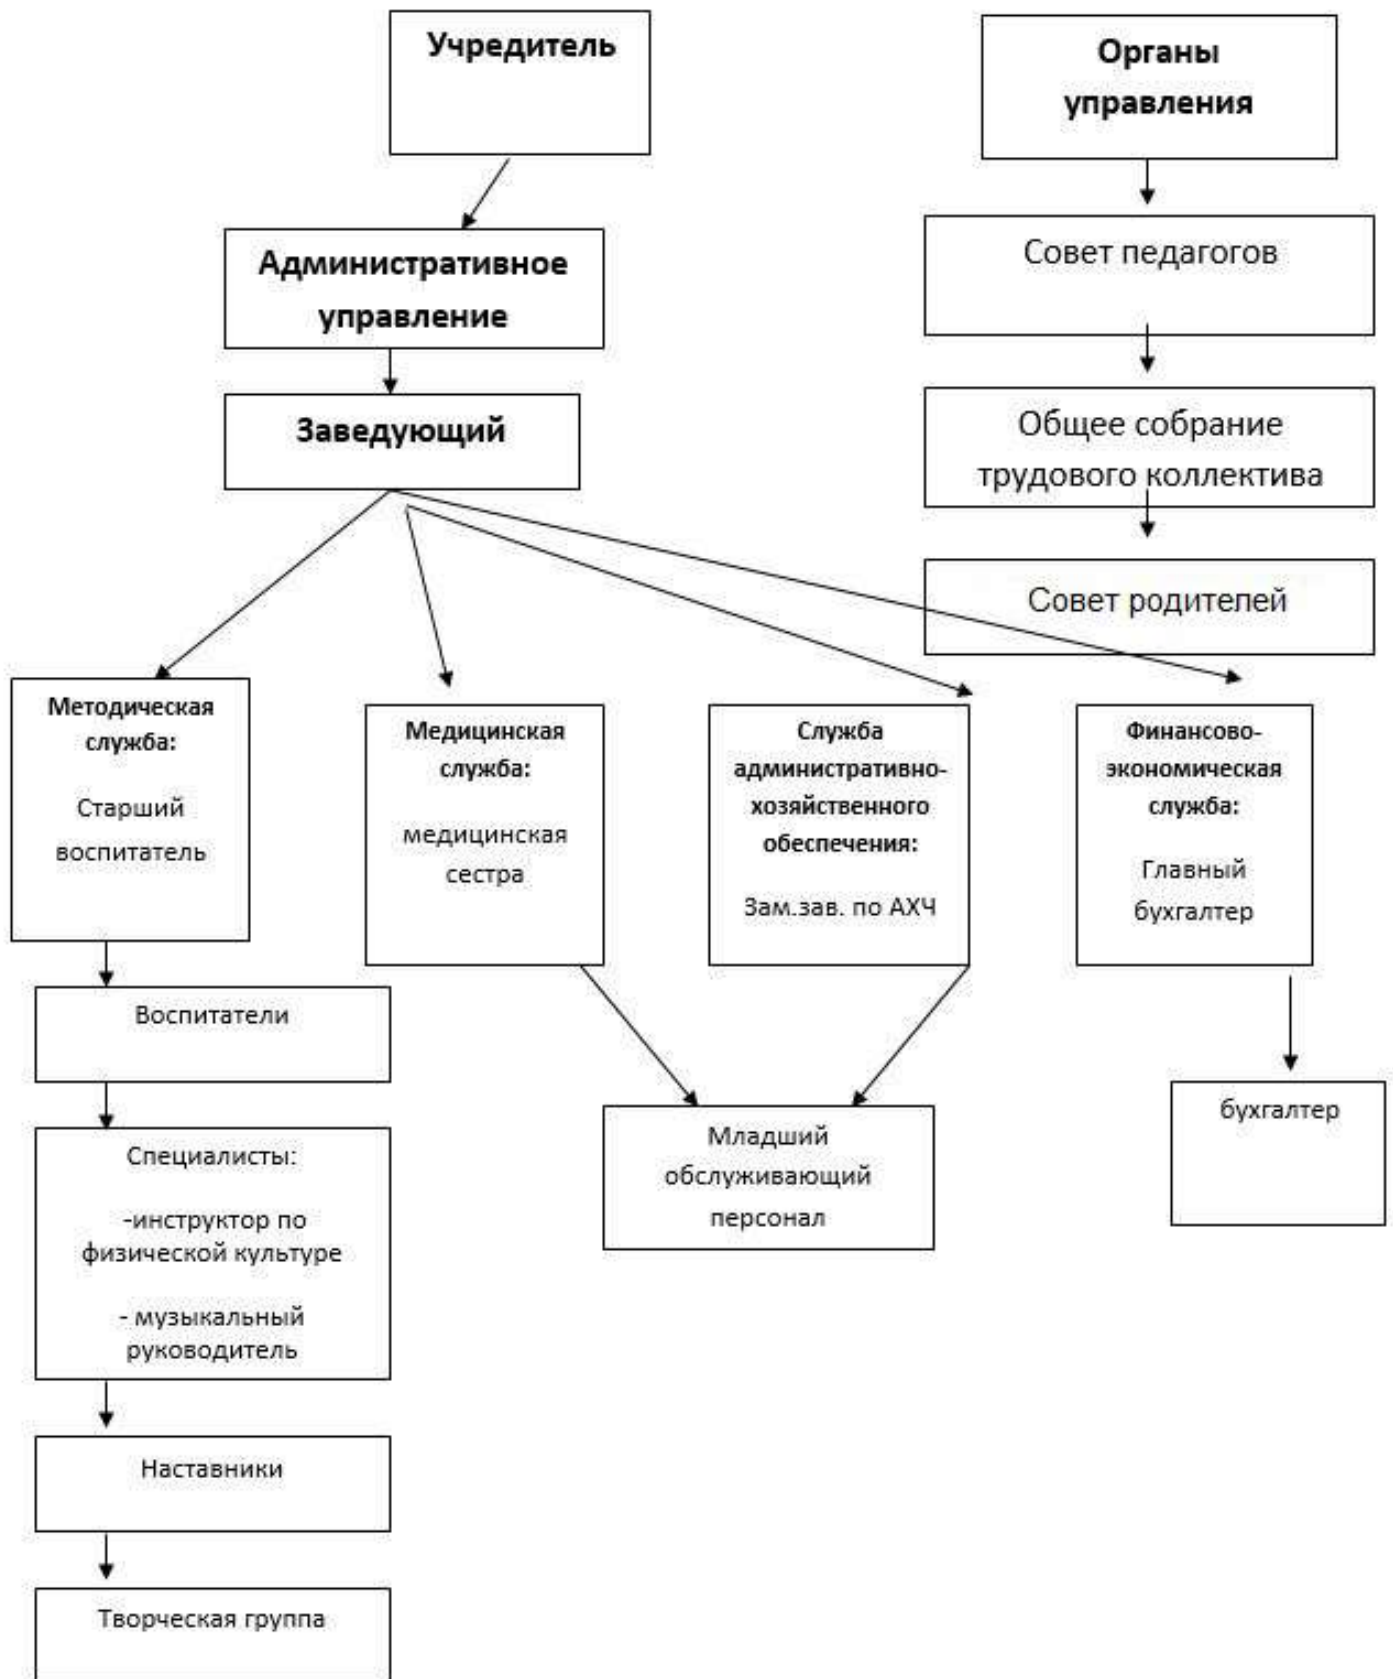 Учредитель
Органы
управления
Административное
управление
Совет педагогов
Заведующий
Общее собрание
трудового коллектива
Совет родителей
Методическая
служба:
Старший
воспитатель
Медицинская
служба:
медицинская
сестра
Служба
административно-
хозяйственного
обеспечения:
Зам.зав. по АХЧ
Финансово-
экономическая
служба:
Главный
бухгалтер
Воспитатели
Специалисты:
-инструктор по
физической культуре
- музыкальный
руководитель
Младший
обслуживающий
персонал
бухгалтер
Наставники
Творческая группа